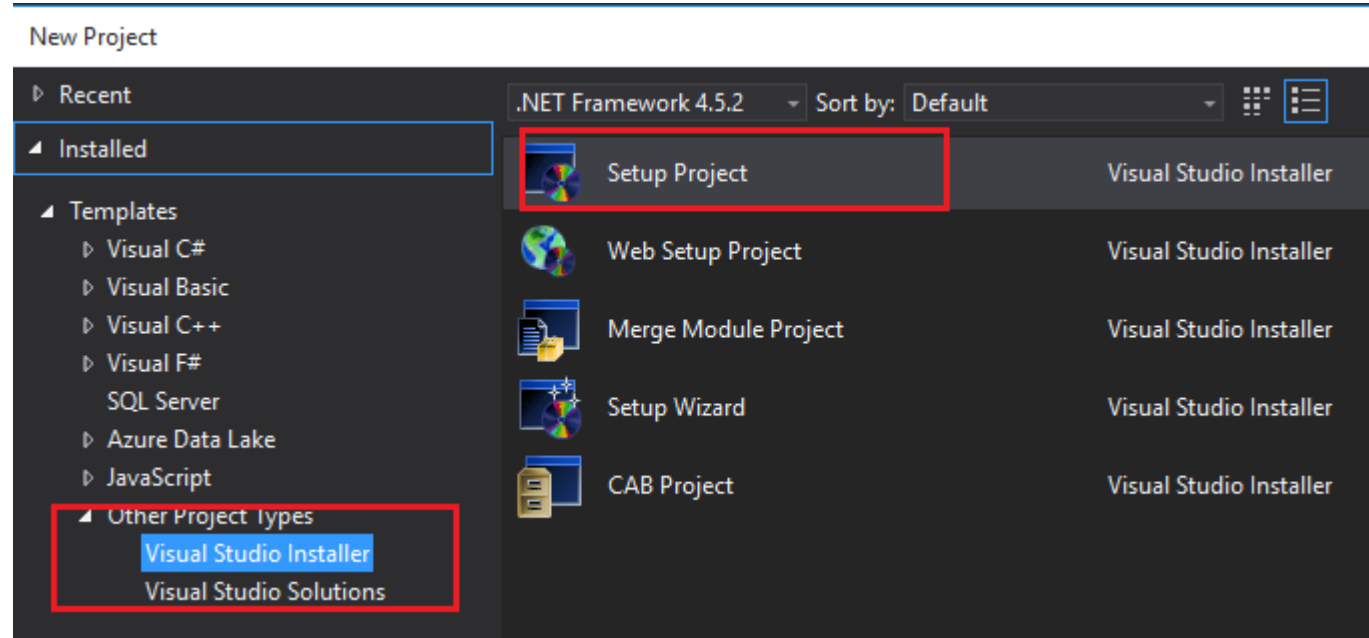 New Project
Recent
Installed
Templates
Visual C#
Visual Basic
Visual C++
Visual F#
SQL Server
Azure Data Lake
JavaScript
Other Project Types
Visual Studio Installer
Visual Studio Solutions
.NET Framework 4.5.2 Sort by: Default
Setup Project Visual Studio Installer
Web Setup Project Visual Studio Installer
Merge Module Project Visual Studio Installer
Setup Wizard Visual Studio Installer
CAB Project Visual Studio Installer